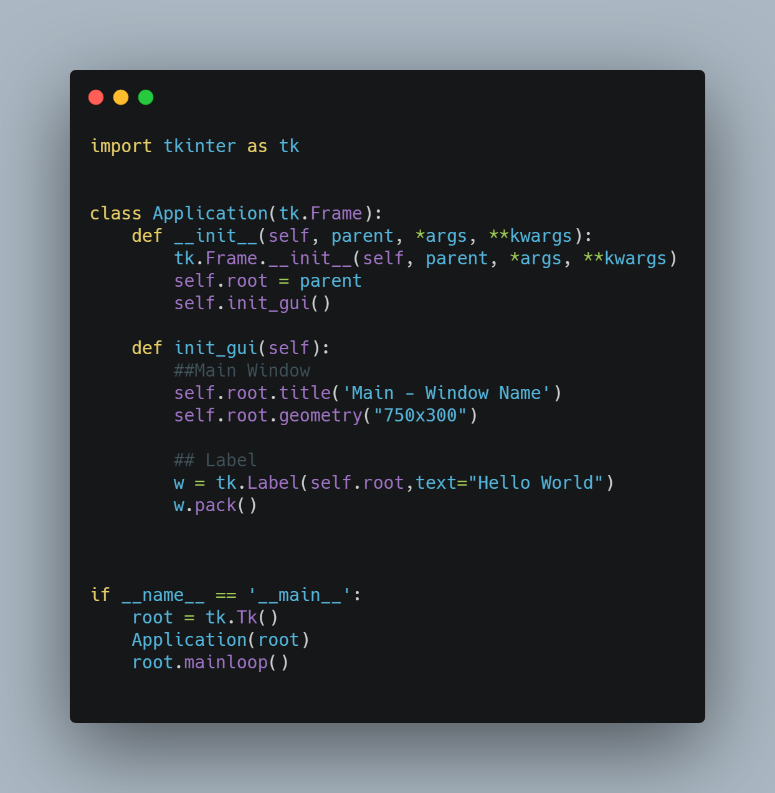 import tkinter as tk
class Application(tk.Frame):
    def __init__(self, parent, *args, **kwargs):
        tk.Frame.__init__(self, parent, *args, **kwargs)
        self.root = parent
        self.init_gui()
    def init_gui(self):
        ##Main Window
        self.root.title('Main - Window Name')
        self.root.geometry("750x300")
        ## Label
        w = tk.Label(self.root,text="Hello World")
        w.pack()
if __name__ == '__main__':
    root = tk.Tk()
    Application(root)
    root.mainloop()